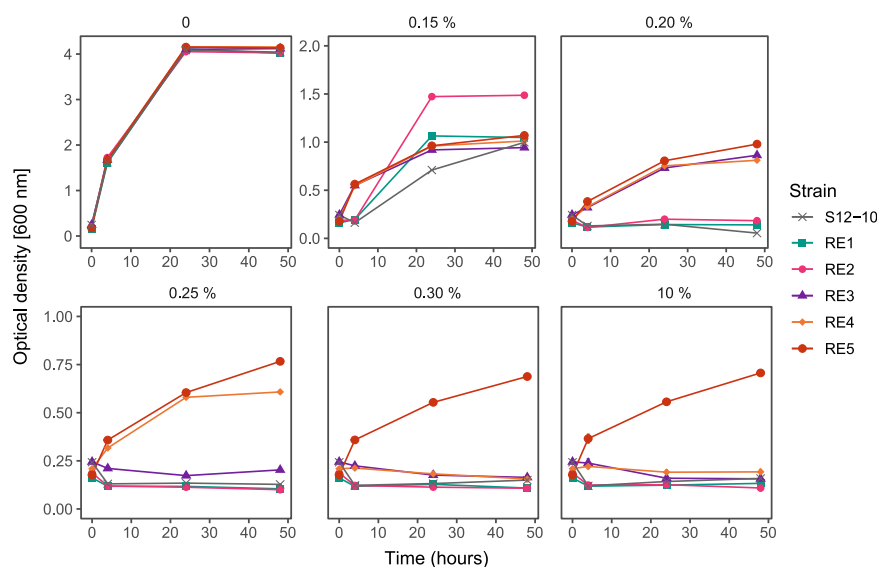 0
0.15 %
0.20 %
4
3
2
1
0
2.0
1.5
1.0
0.5
0.0
0 10 20 30 40 50
0 10 20 30 40 50
0 10 20 30 40 50
Optical density [600 nm]
0.25 %
0.30 %
10 %
1.00
0.75
0.50
0.25
0.00
0 10 20 30 40 50
0 10 20 30 40 50
0 10 20 30 40 50
Time (hours)
Strain
S12−10
RE1
RE2
RE3
RE4
RE5